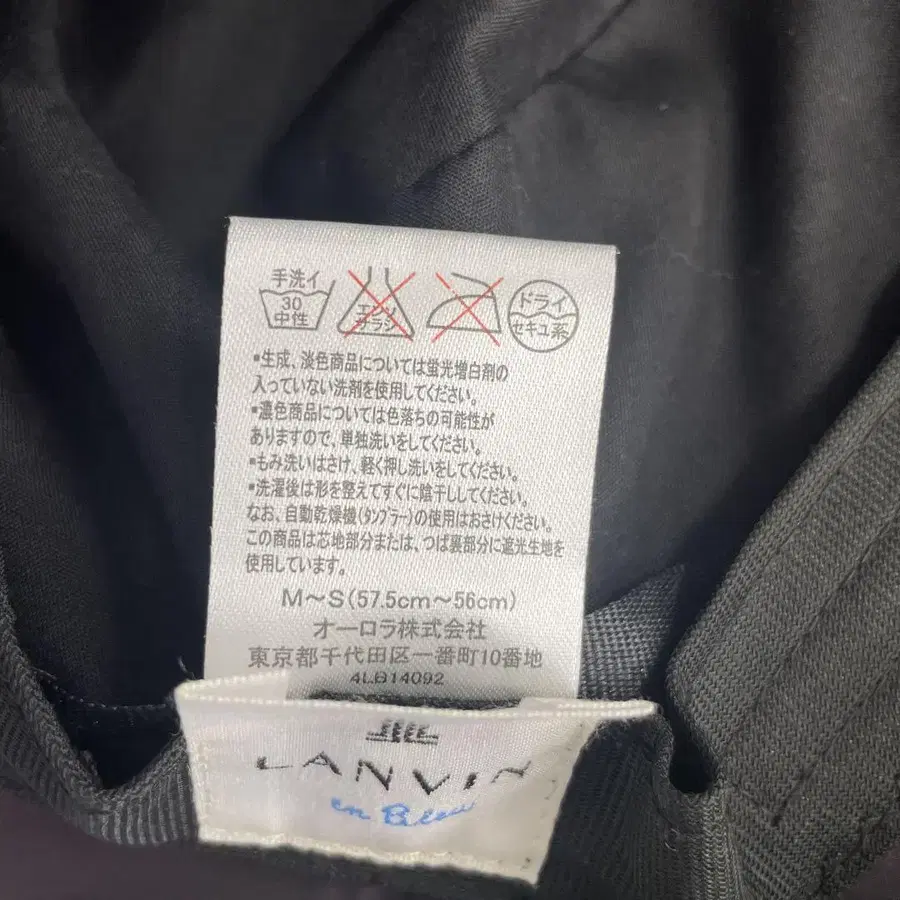 手洗イ
30
中性
エンソ
サラシ
ドライ
セキユ系
•生成、淡色商品については蛍光増白剤の
入っていない洗剤を使用してください。
•濃色商品については色落ちの可能性が
ありますので、単独洗いをしてください。
•もみ洗いはさけ、軽く押し洗いをしてください。
•洗濯後は形を整えてすぐに陰干ししてください。
なお、自動乾燥機(タンブラー)の使用はおさけください。
この商品は芯地部分または、つば裏部分に遮光生地を
使用しています。
M〜S(57.5cm〜56cm)
オーロラ株式会社
東京都千代田区一番町10番地
4LB14092
LANVIN
en Bleu